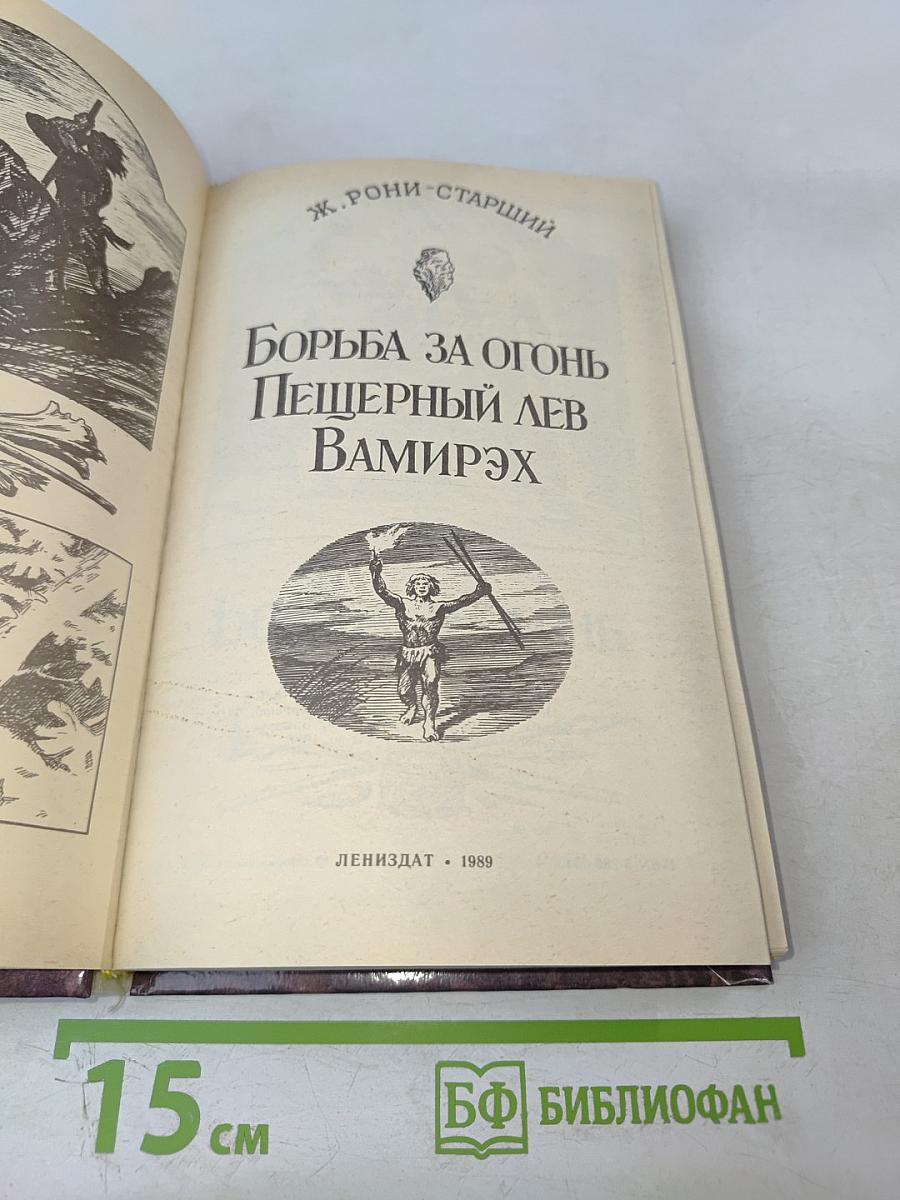 Ж. РОНИ-СТАРШИЙ
БОРЬБА ЗА ОГОНЬ
ПЕЩЕРНЫЙ ЛЕВ
ВАМИРЭХ
ЛЕНИЗДАТ • 1989
15 см
БФ БИБЛИОФАН